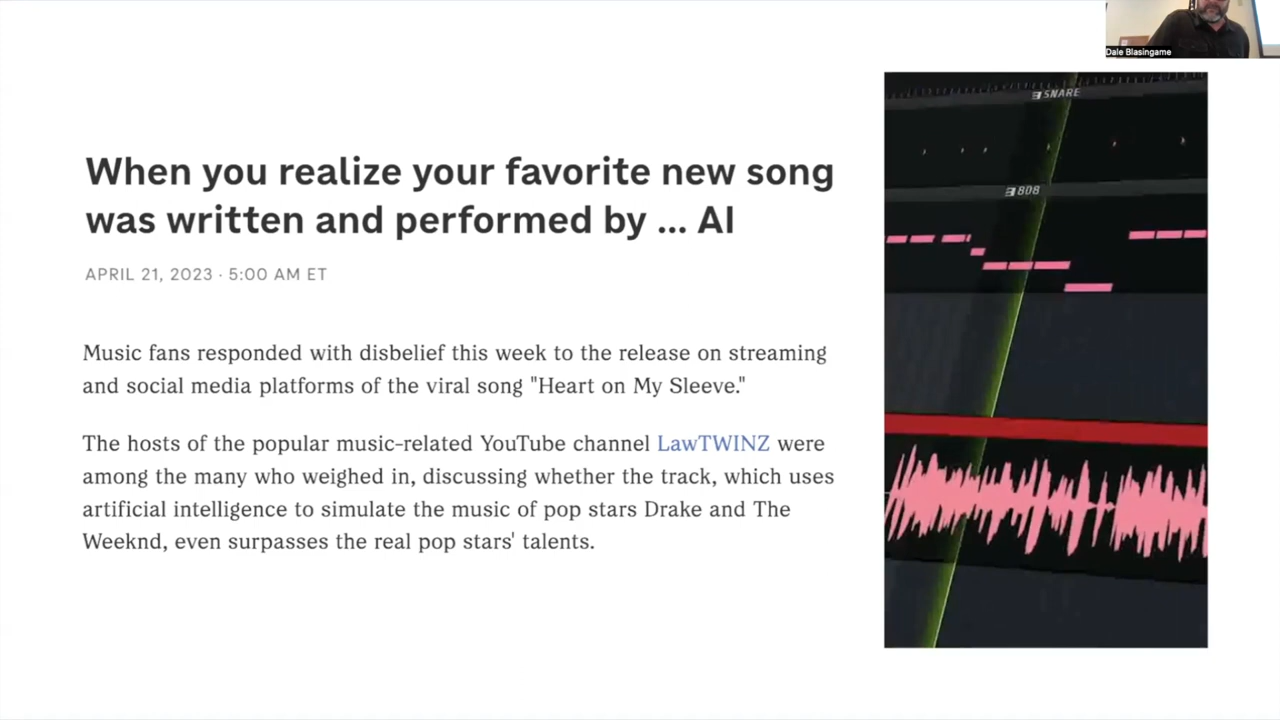 Dale Blasingame
When you realize your favorite new song
was written and performed by ... AI
APRIL 21, 2023 · 5:00 AM ET
Music fans responded with disbelief this week to the release on streaming
and social media platforms of the viral song "Heart on My Sleeve."
The hosts of the popular music-related YouTube channel LawTWINZ were
among the many who weighed in, discussing whether the track, which uses
artificial intelligence to simulate the music of pop stars Drake and The
Weeknd, even surpasses the real pop stars' talents.
SNARE
808